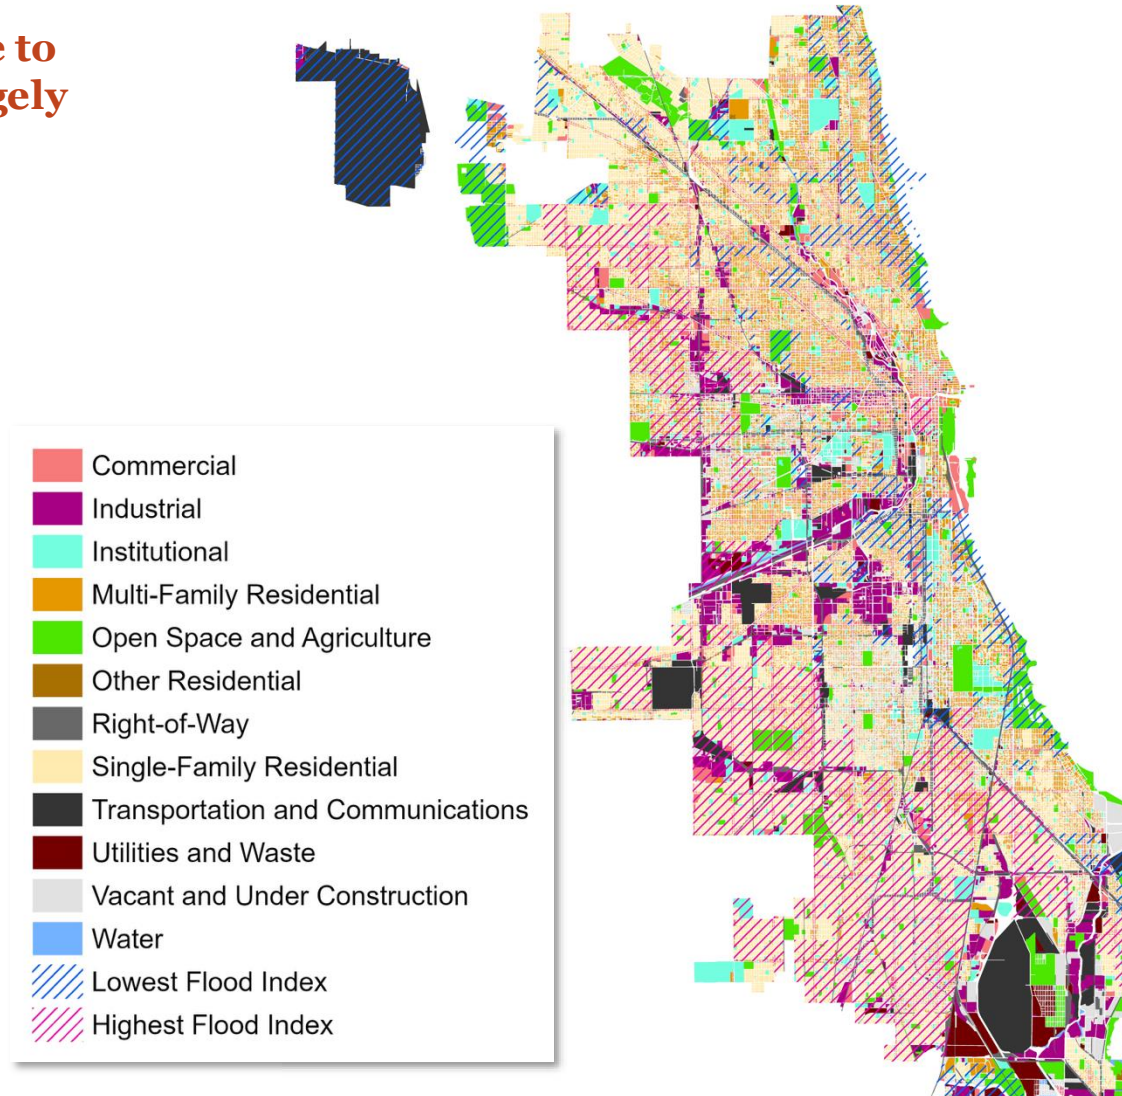 e to
gely
Commercial
Industrial
Institutional
Multi-Family Residential
Open Space and Agriculture
Other Residential
Right-of-Way
Single-Family Residential
Transportation and Communications
Utilities and Waste
Vacant and Under Construction
Water
Lowest Flood Index
Highest Flood Index